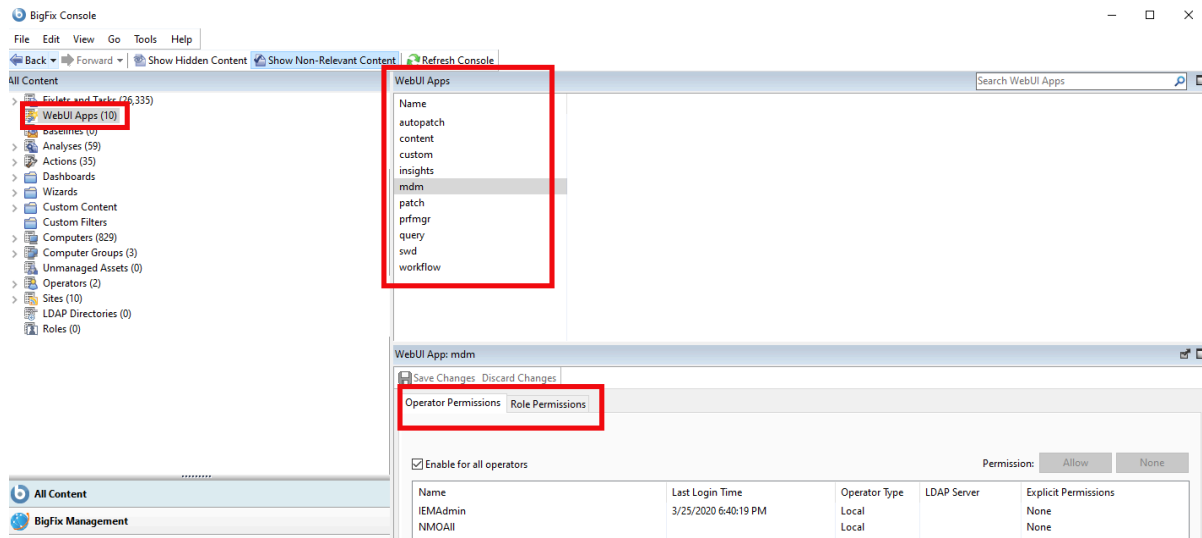 BigFix Console
File Edit View Go Tools Help
Back Forward Show Hidden Content Show Non-Relevant Content Refresh Console
All Content
Fixlets and Tasks (26,335)
WebUI Apps (10)
Baselines (0)
Analyses (59)
Actions (35)
Dashboards
Wizards
Custom Content
Custom Filters
Computers (829)
Computer Groups (3)
Unmanaged Assets (0)
Operators (2)
Sites (10)
LDAP Directories (0)
Roles (0)
All Content
BigFix Management
WebUI Apps Search WebUI Apps
Name
autopatch
content
custom
insights
mdm
patch
prfmgr
query
swd
workflow
WebUI App: mdm
Save Changes Discard Changes
Operator Permissions Role Permissions
Enable for all operators Permission: Allow None
Name Last Login Time Operator Type LDAP Server Explicit Permissions
IEMAdmin 3/25/2020 6:40:19 PM Local None
NMOAll Local None